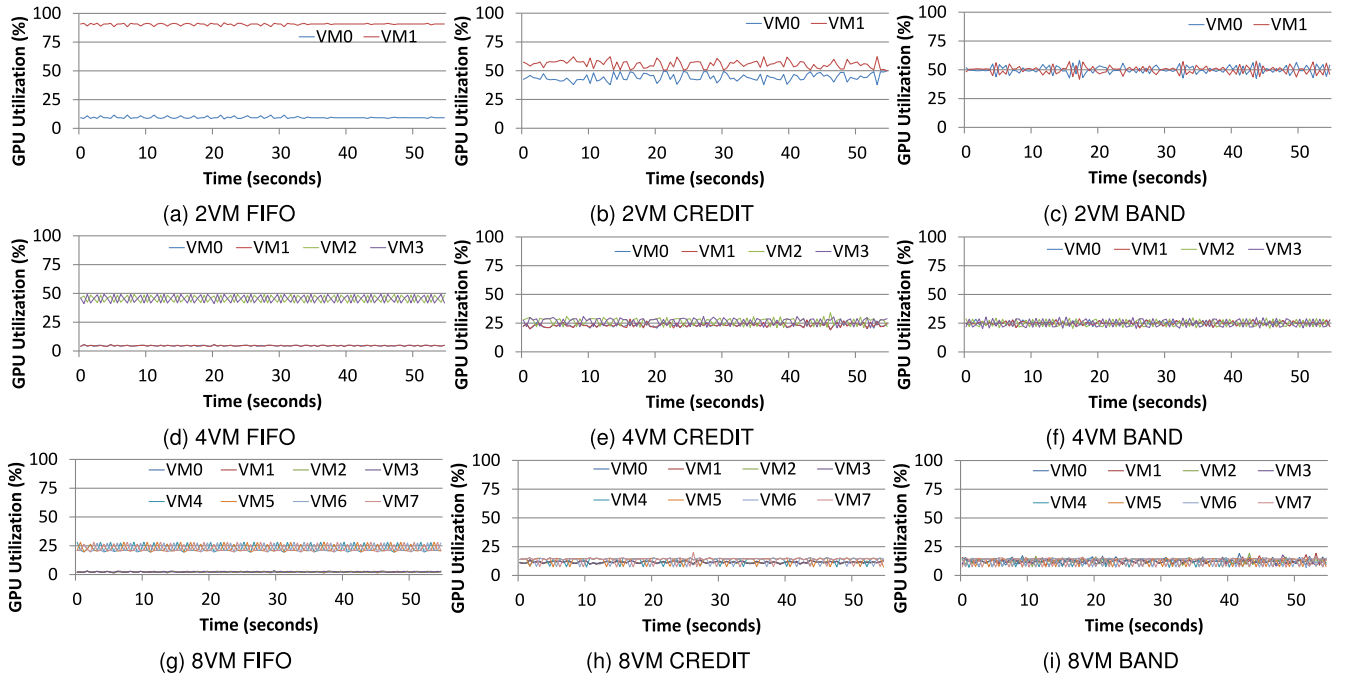 GPU Utilization (%)
100
75
50
25
0
VM0 VM1
0 10 20 30 40 50
Time (seconds)
(a) 2VM FIFO
GPU Utilization (%)
100
75
50
25
0
VM0 VM1
0 10 20 30 40 50
Time (seconds)
(b) 2VM CREDIT
GPU Utilization (%)
100
75
50
25
0
VM0 VM1
0 10 20 30 40 50
Time (seconds)
(c) 2VM BAND
GPU Utilization (%)
100
75
50
25
0
VM0 VM1 VM2 VM3
0 10 20 30 40 50
Time (seconds)
(d) 4VM FIFO
GPU Utilization (%)
100
75
50
25
0
VM0 VM1 VM2 VM3
0 10 20 30 40 50
Time (seconds)
(e) 4VM CREDIT
GPU Utilization (%)
100
75
50
25
0
VM0 VM1 VM2 VM3
0 10 20 30 40 50
Time (seconds)
(f) 4VM BAND
GPU Utilization (%)
100
75
50
25
0
VM0 VM1 VM2 VM3
VM4 VM5 VM6 VM7
0 10 20 30 40 50
Time (seconds)
(g) 8VM FIFO
GPU Utilization (%)
100
75
50
25
0
VM0 VM1 VM2 VM3
VM4 VM5 VM6 VM7
0 10 20 30 40 50
Time (seconds)
(h) 8VM CREDIT
GPU Utilization (%)
100
75
50
25
0
VM0 VM1 VM2 VM3
VM4 VM5 VM6 VM7
0 10 20 30 40 50
Time (seconds)
(i) 8VM BAND